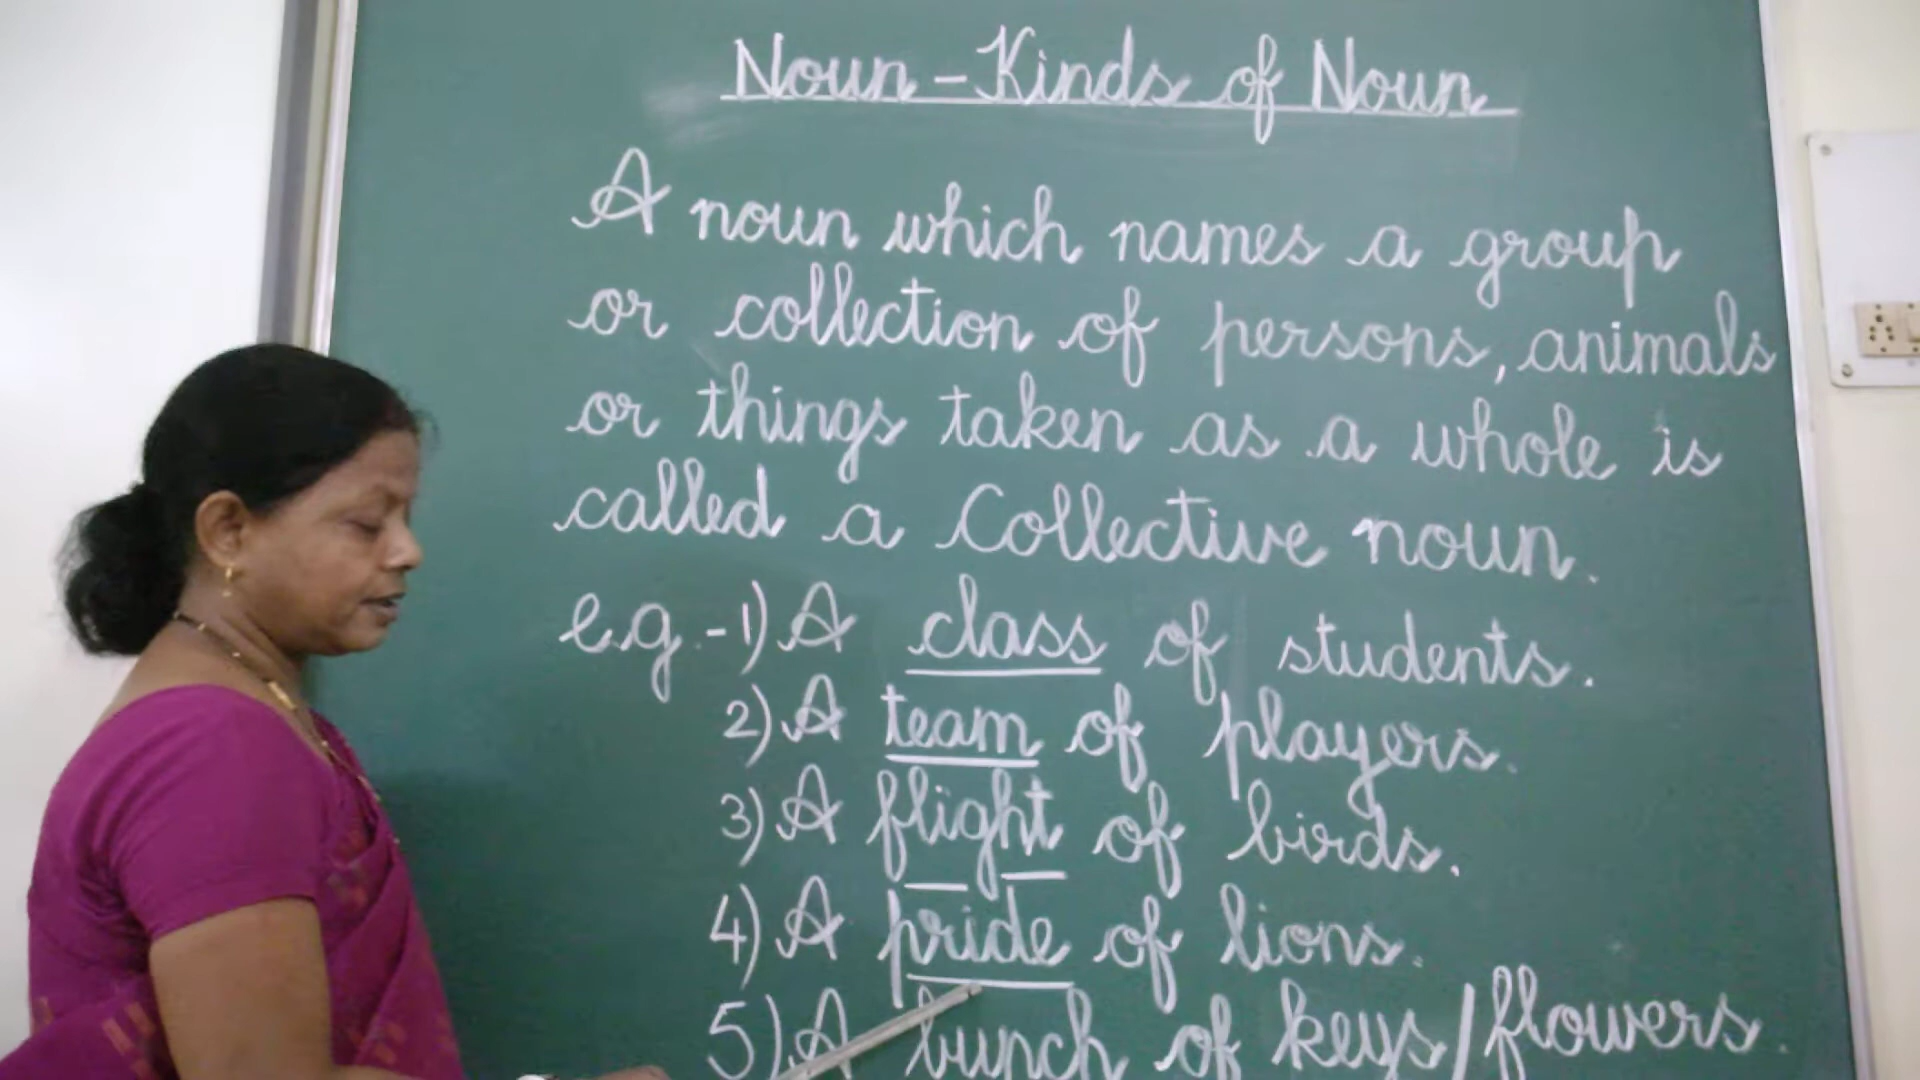 Noun - Kinds of Noun
A noun which names a group
or collection of persons, animals
or things taken as a whole is
called a Collective noun.
e.g. - 1) A class of students.
2) A team of players.
3) A flight of birds.
4) A pride of lions.
5) A bunch of keys/flowers.